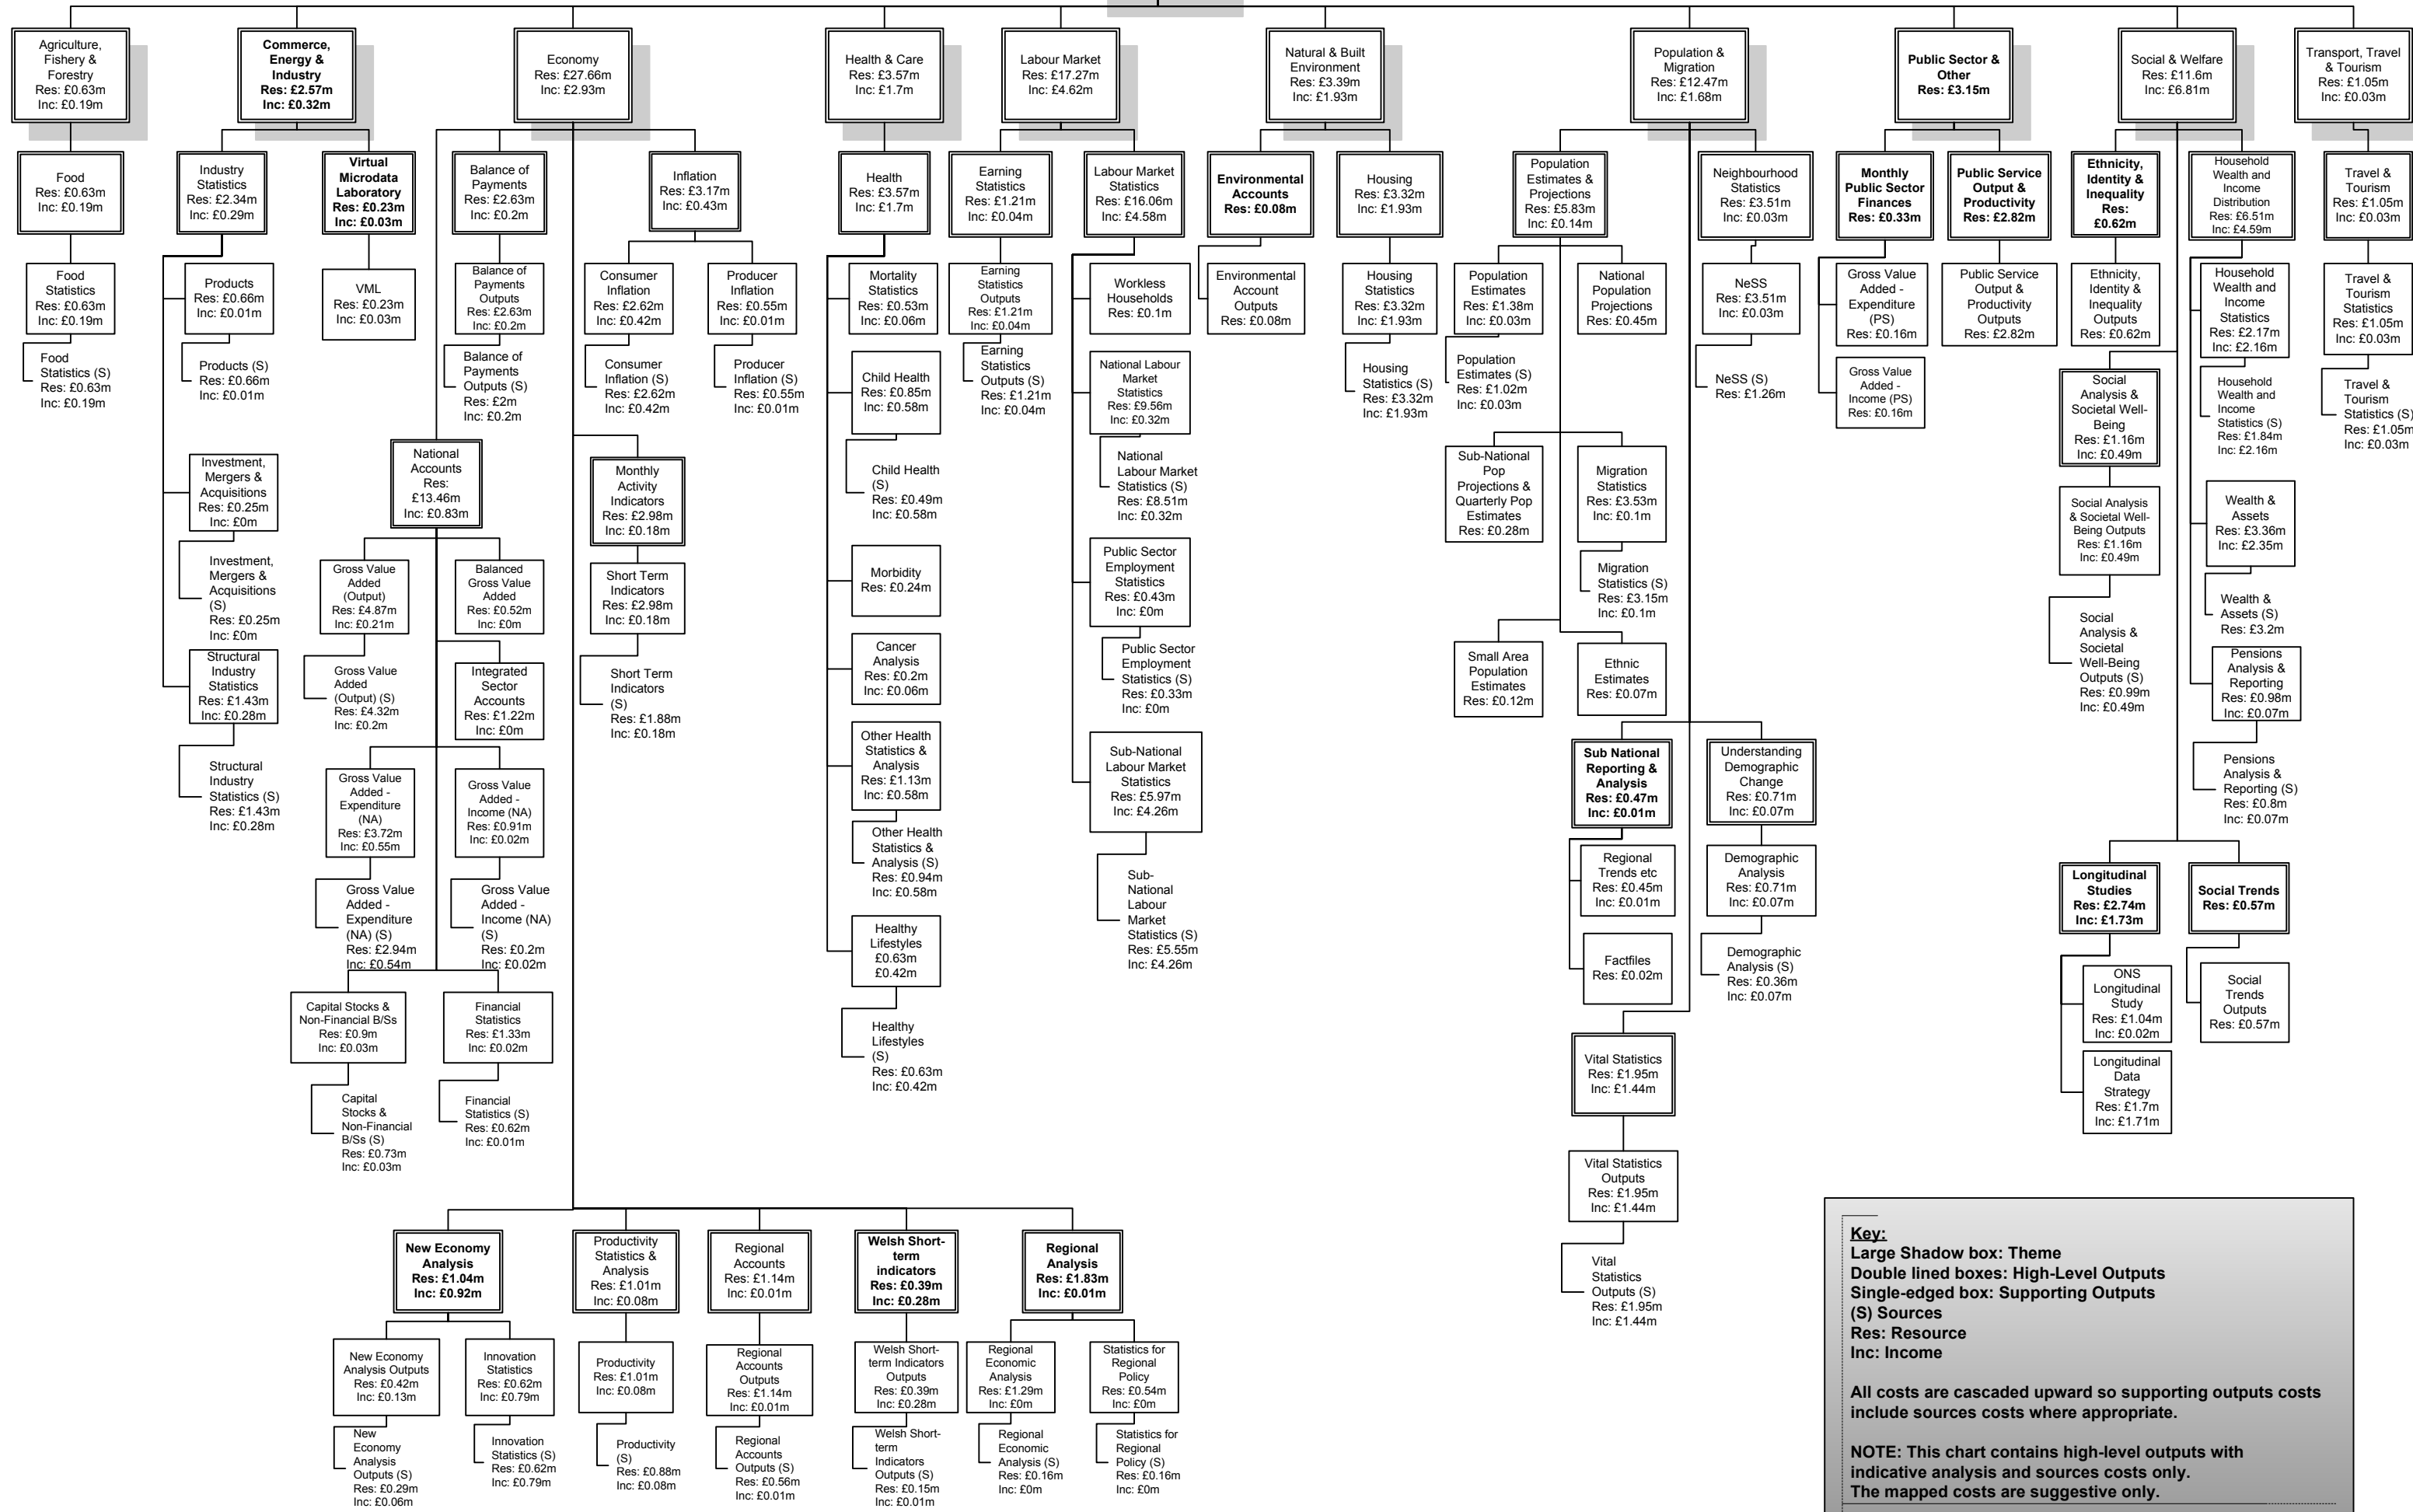 Agriculture,
Fishery &
Forestry
Res: £0.63m
Inc: £0.19m
Commerce,
Energy &
Industry
Res: £2.57m
Inc: £0.32m
Economy
Res: £27.66m
Inc: £2.93m
Health & Care
Res: £3.57m
Inc: £1.7m
Labour Market
Res: £17.27m
Inc: £4.62m
Natural & Built
Environment
Res: £3.39m
Inc: £1.93m
Population &
Migration
Res: £12.47m
Inc: £1.68m
Public Sector &
Other
Res: £3.15m
Social & Welfare
Res: £11.6m
Inc: £6.81m
Transport, Travel
& Tourism
Res: £1.05m
Inc: £0.03m
Food
Res: £0.63m
Inc: £0.19m
Industry
Statistics
Res: £2.34m
Inc: £0.29m
Virtual
Microdata
Laboratory
Res: £0.23m
Inc: £0.03m
Balance of
Payments
Res: £2.63m
Inc: £0.2m
Inflation
Res: £3.17m
Inc: £0.43m
Health
Res: £3.57m
Inc: £1.7m
Earning
Statistics
Res: £1.21m
Inc: £0.04m
Labour Market
Statistics
Res: £16.06m
Inc: £4.58m
Environmental
Accounts
Res: £0.08m
Housing
Res: £3.32m
Inc: £1.93m
Population
Estimates &
Projections
Res: £5.83m
Inc: £0.14m
Neighbourhood
Statistics
Res: £3.51m
Inc: £0.03m
Monthly
Public Sector
Finances
Res: £0.33m
Public Service
Output &
Productivity
Res: £2.82m
Ethnicity,
Identity &
Inequality
Res:
£0.62m
Household
Wealth and
Income
Distribution
Res: £6.51m
Inc: £4.59m
Travel &
Tourism
Res: £1.05m
Inc: £0.03m
Food
Statistics
Res: £0.63m
Inc: £0.19m
Food
Statistics (S)
Res: £0.63m
Inc: £0.19m
Products
Res: £0.66m
Inc: £0.01m
Products (S)
Res: £0.66m
Inc: £0.01m
Investment,
Mergers &
Acquisitions
Res: £0.25m
Inc: £0m
Investment,
Mergers &
Acquisitions
(S)
Res: £0.25m
Inc: £0m
Structural
Industry
Statistics
Res: £1.43m
Inc: £0.28m
Structural
Industry
Statistics (S)
Res: £1.43m
Inc: £0.28m
VML
Res: £0.23m
Inc: £0.03m
Balance of
Payments
Outputs
Res: £2.63m
Inc: £0.2m
Balance of
Payments
Outputs (S)
Res: £2m
Inc: £0.2m
Consumer
Inflation
Res: £2.62m
Inc: £0.42m
Consumer
Inflation (S)
Res: £2.62m
Inc: £0.42m
Producer
Inflation
Res: £0.55m
Inc: £0.01m
Producer
Inflation (S)
Res: £0.55m
Inc: £0.01m
National
Accounts
Res:
£13.46m
Inc: £0.83m
Monthly
Activity
Indicators
Res: £2.98m
Inc: £0.18m
Short Term
Indicators
Res: £2.98m
Inc: £0.18m
Short Term
Indicators
(S)
Res: £1.88m
Inc: £0.18m
Gross Value
Added
(Output)
Res: £4.87m
Inc: £0.21m
Gross Value
Added
(Output) (S)
Res: £4.32m
Inc: £0.2m
Balanced
Gross Value
Added
Res: £0.52m
Inc: £0m
Integrated
Sector
Accounts
Res: £1.22m
Inc: £0m
Gross Value
Added -
Expenditure
(NA)
Res: £3.72m
Inc: £0.55m
Gross Value
Added -
Expenditure
(NA) (S)
Res: £2.94m
Inc: £0.54m
Gross Value
Added -
Income (NA)
Res: £0.91m
Inc: £0.02m
Gross Value
Added -
Income (NA)
(S)
Res: £0.2m
Inc: £0.02m
Capital Stocks &
Non-Financial B/Ss
Res: £0.9m
Inc: £0.03m
Capital
Stocks &
Non-Financial
B/Ss (S)
Res: £0.73m
Inc: £0.03m
Financial
Statistics
Res: £1.33m
Inc: £0.02m
Financial
Statistics (S)
Res: £0.62m
Inc: £0.01m
Mortality
Statistics
Res: £0.53m
Inc: £0.06m
Child Health
Res: £0.85m
Inc: £0.58m
Child Health
(S)
Res: £0.49m
Inc: £0.58m
Morbidity
Res: £0.24m
Cancer
Analysis
Res: £0.2m
Inc: £0.06m
Other Health
Statistics &
Analysis
Res: £1.13m
Inc: £0.58m
Other Health
Statistics &
Analysis (S)
Res: £0.94m
Inc: £0.58m
Healthy
Lifestyles
£0.63m
£0.42m
Healthy
Lifestyles
(S)
Res: £0.63m
Inc: £0.42m
Earning
Statistics
Outputs
Res: £1.21m
Inc: £0.04m
Earning
Statistics
Outputs (S)
Res: £1.21m
Inc: £0.04m
Workless
Households
Res: £0.1m
National Labour
Market
Statistics
Res: £9.56m
Inc: £0.32m
National
Labour Market
Statistics (S)
Res: £8.51m
Inc: £0.32m
Public Sector
Employment
Statistics
Res: £0.43m
Inc: £0m
Public Sector
Employment
Statistics (S)
Res: £0.33m
Inc: £0m
Sub-National
Labour Market
Statistics
Res: £5.97m
Inc: £4.26m
Sub-
National
Labour
Market
Statistics (S)
Res: £5.55m
Inc: £4.26m
Environmental
Account
Outputs
Res: £0.08m
Housing
Statistics
Res: £3.32m
Inc: £1.93m
Housing
Statistics (S)
Res: £3.32m
Inc: £1.93m
Population
Estimates
Res: £1.38m
Inc: £0.03m
Population
Estimates (S)
Res: £1.02m
Inc: £0.03m
National
Population
Projections
Res: £0.45m
Sub-National
Pop
Projections &
Quarterly Pop
Estimates
Res: £0.28m
Migration
Statistics
Res: £3.53m
Inc: £0.1m
Migration
Statistics (S)
Res: £3.15m
Inc: £0.1m
Small Area
Population
Estimates
Res: £0.12m
Ethnic
Estimates
Res: £0.07m
NeSS
Res: £3.51m
Inc: £0.03m
NeSS (S)
Res: £1.26m
Sub National
Reporting &
Analysis
Res: £0.47m
Inc: £0.01m
Regional
Trends etc
Res: £0.45m
Inc: £0.01m
Factfiles
Res: £0.02m
Understanding
Demographic
Change
Res: £0.71m
Inc: £0.07m
Demographic
Analysis
Res: £0.71m
Inc: £0.07m
Demographic
Analysis (S)
Res: £0.36m
Inc: £0.07m
Vital Statistics
Res: £1.95m
Inc: £1.44m
Vital Statistics
Outputs
Res: £1.95m
Inc: £1.44m
Vital
Statistics
Outputs (S)
Res: £1.95m
Inc: £1.44m
Gross Value
Added -
Expenditure
(PS)
Res: £0.16m
Gross Value
Added -
Income (PS)
Res: £0.16m
Public Service
Output &
Productivity
Outputs
Res: £2.82m
Ethnicity,
Identity &
Inequality
Outputs
Res: £0.62m
Social
Analysis &
Societal Well-
Being
Res: £1.16m
Inc: £0.49m
Social Analysis
& Societal Well-
Being Outputs
Res: £1.16m
Inc: £0.49m
Social
Analysis &
Societal
Well-Being
Outputs (S)
Res: £0.99m
Inc: £0.49m
Household
Wealth and
Income
Statistics
Res: £2.17m
Inc: £2.16m
Household
Wealth and
Income
Statistics (S)
Res: £1.84m
Inc: £2.16m
Wealth &
Assets
Res: £3.36m
Inc: £2.35m
Wealth &
Assets (S)
Res: £3.2m
Pensions
Analysis &
Reporting
Res: £0.98m
Inc: £0.07m
Pensions
Analysis &
Reporting (S)
Res: £0.8m
Inc: £0.07m
Travel &
Tourism
Statistics
Res: £1.05m
Inc: £0.03m
Travel &
Tourism
Statistics (S)
Res: £1.05m
Inc: £0.03m
Longitudinal
Studies
Res: £2.74m
Inc: £1.73m
ONS
Longitudinal
Study
Res: £1.04m
Inc: £0.02m
Longitudinal
Data
Strategy
Res: £1.7m
Inc: £1.71m
Social Trends
Res: £0.57m
Social
Trends
Outputs
Res: £0.57m
New Economy
Analysis
Res: £1.04m
Inc: £0.92m
New Economy
Analysis Outputs
Res: £0.42m
Inc: £0.13m
New
Economy
Analysis
Outputs (S)
Res: £0.29m
Inc: £0.06m
Innovation
Statistics
Res: £0.62m
Inc: £0.79m
Innovation
Statistics (S)
Res: £0.62m
Inc: £0.79m
Productivity
Statistics &
Analysis
Res: £1.01m
Inc: £0.08m
Productivity
Res: £1.01m
Inc: £0.08m
Productivity
(S)
Res: £0.88m
Inc: £0.08m
Regional
Accounts
Res: £1.14m
Inc: £0.01m
Regional
Accounts
Outputs
Res: £1.14m
Inc: £0.01m
Regional
Accounts
Outputs (S)
Res: £0.56m
Inc: £0.01m
Welsh Short-
term
indicators
Res: £0.39m
Inc: £0.28m
Welsh Short-
term Indicators
Outputs
Res: £0.39m
Inc: £0.28m
Welsh Short-
term
Indicators
Outputs (S)
Res: £0.15m
Inc: £0.01m
Regional
Analysis
Res: £1.83m
Inc: £0.01m
Regional
Economic
Analysis
Res: £1.29m
Inc: £0m
Regional
Economic
Analysis (S)
Res: £0.16m
Inc: £0m
Statistics for
Regional
Policy
Res: £0.54m
Inc: £0m
Statistics for
Regional
Policy (S)
Res: £0.16m
Inc: £0m
Key:
Large Shadow box: Theme
Double lined boxes: High-Level Outputs
Single-edged box: Supporting Outputs
(S) Sources
Res: Resource
Inc: Income
All costs are cascaded upward so supporting outputs costs
include sources costs where appropriate.
NOTE: This chart contains high-level outputs with
indicative analysis and sources costs only.
The mapped costs are suggestive only.